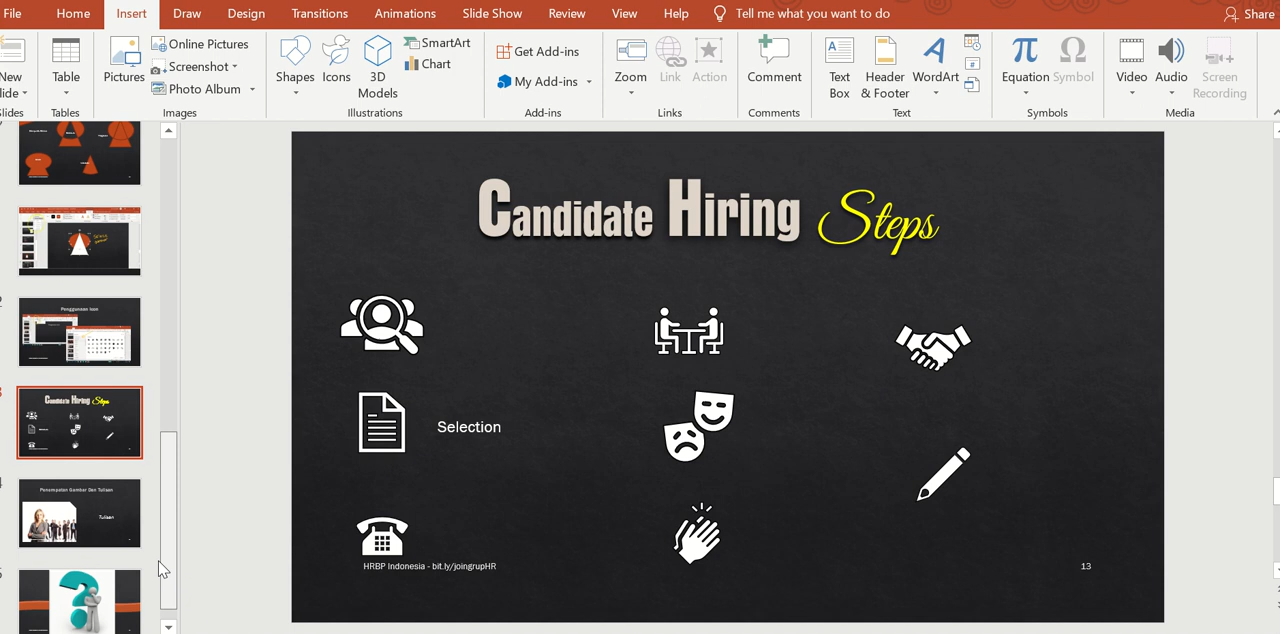 File Home Insert Draw Design Transitions Animations Slide Show Review View Help Tell me what you want to do Share
New
Table
Pictures
Online Pictures
Screenshot
Photo Album
Shapes
Icons
3D
Models
SmartArt
Chart
Get Add-ins
My Add-ins
Zoom
Link
Action
Comment
Text
Box
Header
& Footer
WordArt
Equation
Symbol
Video
Audio
Screen
Recording
Tables
Images
Illustrations
Add-ins
Links
Comments
Text
Symbols
Media
Penggunaan Icon
Candidate Hiring Steps
Penempatan Gambar Dan Tulisan
Tulisan
Candidate Hiring Steps
Selection
HRBP Indonesia - bit.ly/joingrupHR
13